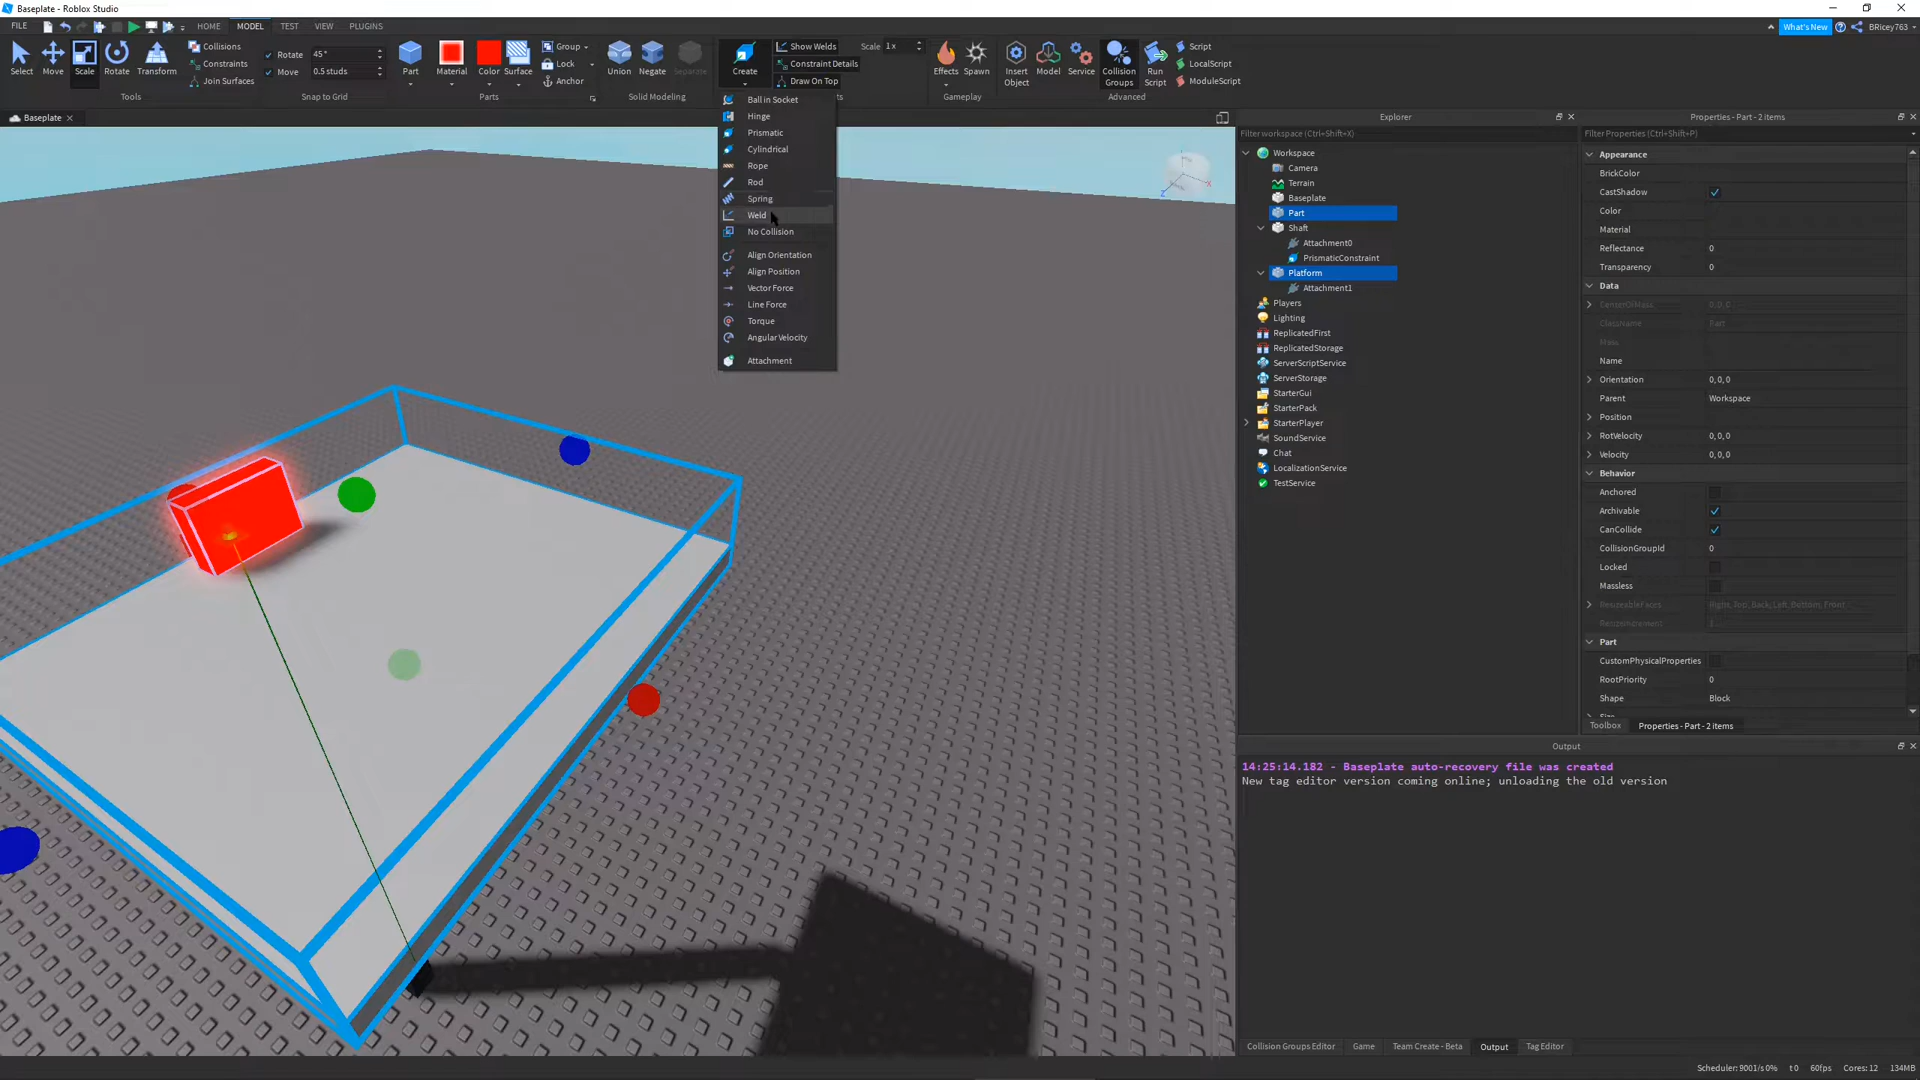 Baseplate - Roblox Studio
FILE HOME MODEL TEST VIEW PLUGINS What's New BRicey763
Select Move Scale Rotate Transform
Collisions
Constraints
Join Surfaces
Tools
Rotate 45°
Move 0.5 studs
Snap to Grid
Part Material Color Surface
Group
Lock
Anchor
Parts
Union Negate Separate
Solid Modeling
Create
Show Welds
Constraint Details
Draw On Top
Scale 1 x
Effects Spawn
Gameplay
Insert Object Model Service Collision Groups Run Script
Script
LocalScript
ModuleScript
Advanced
Ball in Socket
Hinge
Prismatic
Cylindrical
Rope
Rod
Spring
Weld
No Collision
Align Orientation
Align Position
Vector Force
Line Force
Torque
Angular Velocity
Attachment
Baseplate
Explorer
Filter workspace (Ctrl+Shift+X)
Workspace
Camera
Terrain
Baseplate
Part
Shaft
Attachment0
PrismaticConstraint
Platform
Attachment1
Players
Lighting
ReplicatedFirst
ReplicatedStorage
ServerScriptService
ServerStorage
StarterGui
StarterPack
StarterPlayer
SoundService
Chat
LocalizationService
TestService
Properties - Part - 2 items
Filter Properties (Ctrl+Shift+P)
Appearance
BrickColor
CastShadow
Color
Material
Reflectance 0
Transparency 0
Data
CenterOfMass 0, 0, 0
ClassName Part
Mass
Name
Orientation 0, 0, 0
Parent Workspace
Position
RotVelocity 0, 0, 0
Velocity 0, 0, 0
Behavior
Anchored
Archivable
CanCollide
CollisionGroupId 0
Locked
Massless
ResizeableFaces Right, Top, Back, Left, Bottom, Front
ResizeIncrement 1
Part
CustomPhysicalProperties
RootPriority 0
Shape Block
Toolbox Properties - Part - 2 items
Output
14:25:14.182 - Baseplate auto-recovery file was created
New tag editor version coming online; unloading the old version
Collision Groups Editor Game Team Create - Beta Output Tag Editor
Scheduler: 9001/s 0% t 0 60fps Cores: 12 134MB